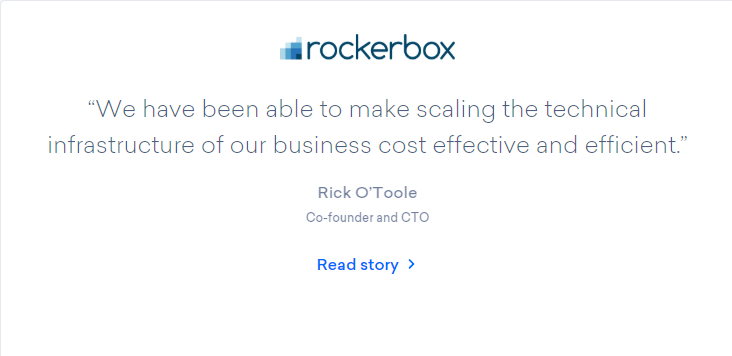 rockerbox
“We have been able to make scaling the technical
infrastructure of our business cost effective and efficient.”
Rick O’Toole
Co-founder and CTO
Read story >